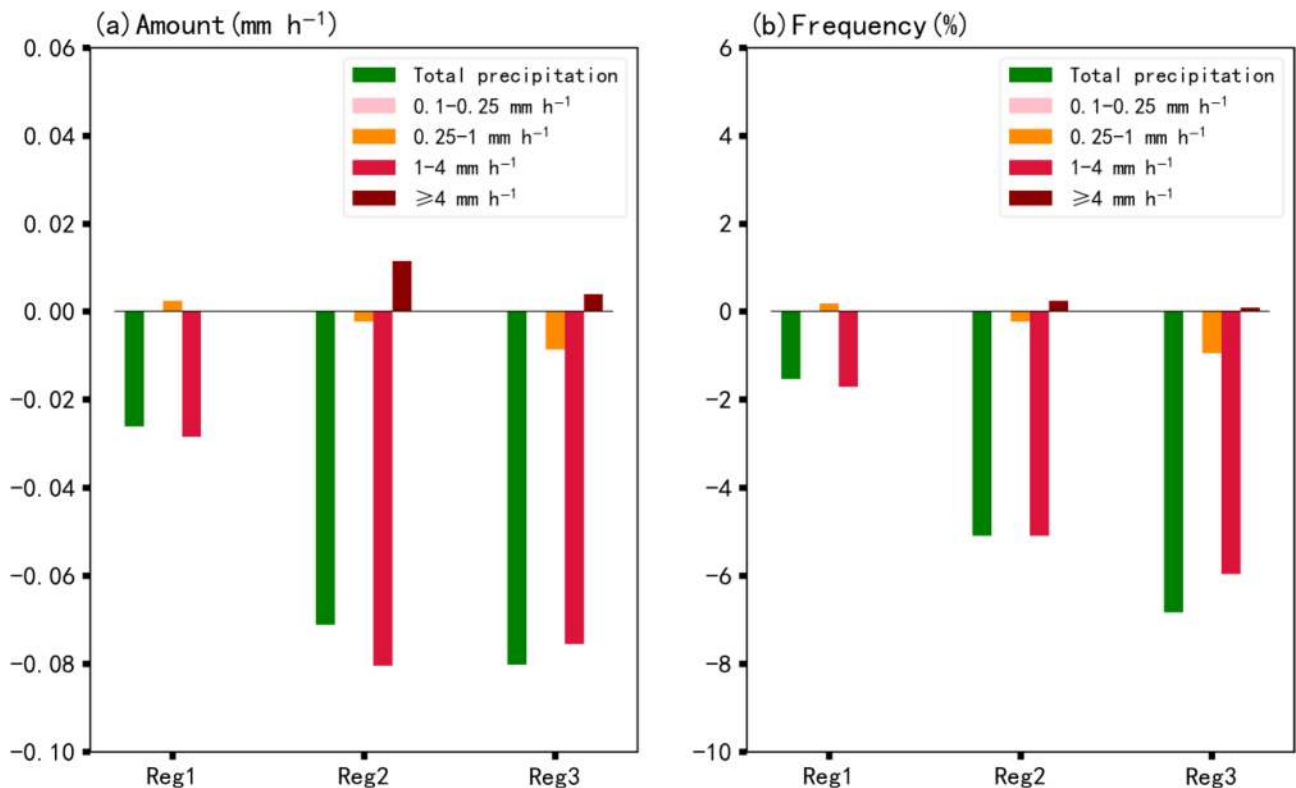 (a) Amount(mm h⁻¹)
0.06
0.04
0.02
0.00
−0.02
−0.04
−0.06
−0.08
−0.10
Total precipitation
0.1−0.25 mm h⁻¹
0.25−1 mm h⁻¹
1−4 mm h⁻¹
≥4 mm h⁻¹
Reg1
Reg2
Reg3
(b) Frequency(%)
6
4
2
0
−2
−4
−6
−8
−10
Total precipitation
0.1−0.25 mm h⁻¹
0.25−1 mm h⁻¹
1−4 mm h⁻¹
≥4 mm h⁻¹
Reg1
Reg2
Reg3